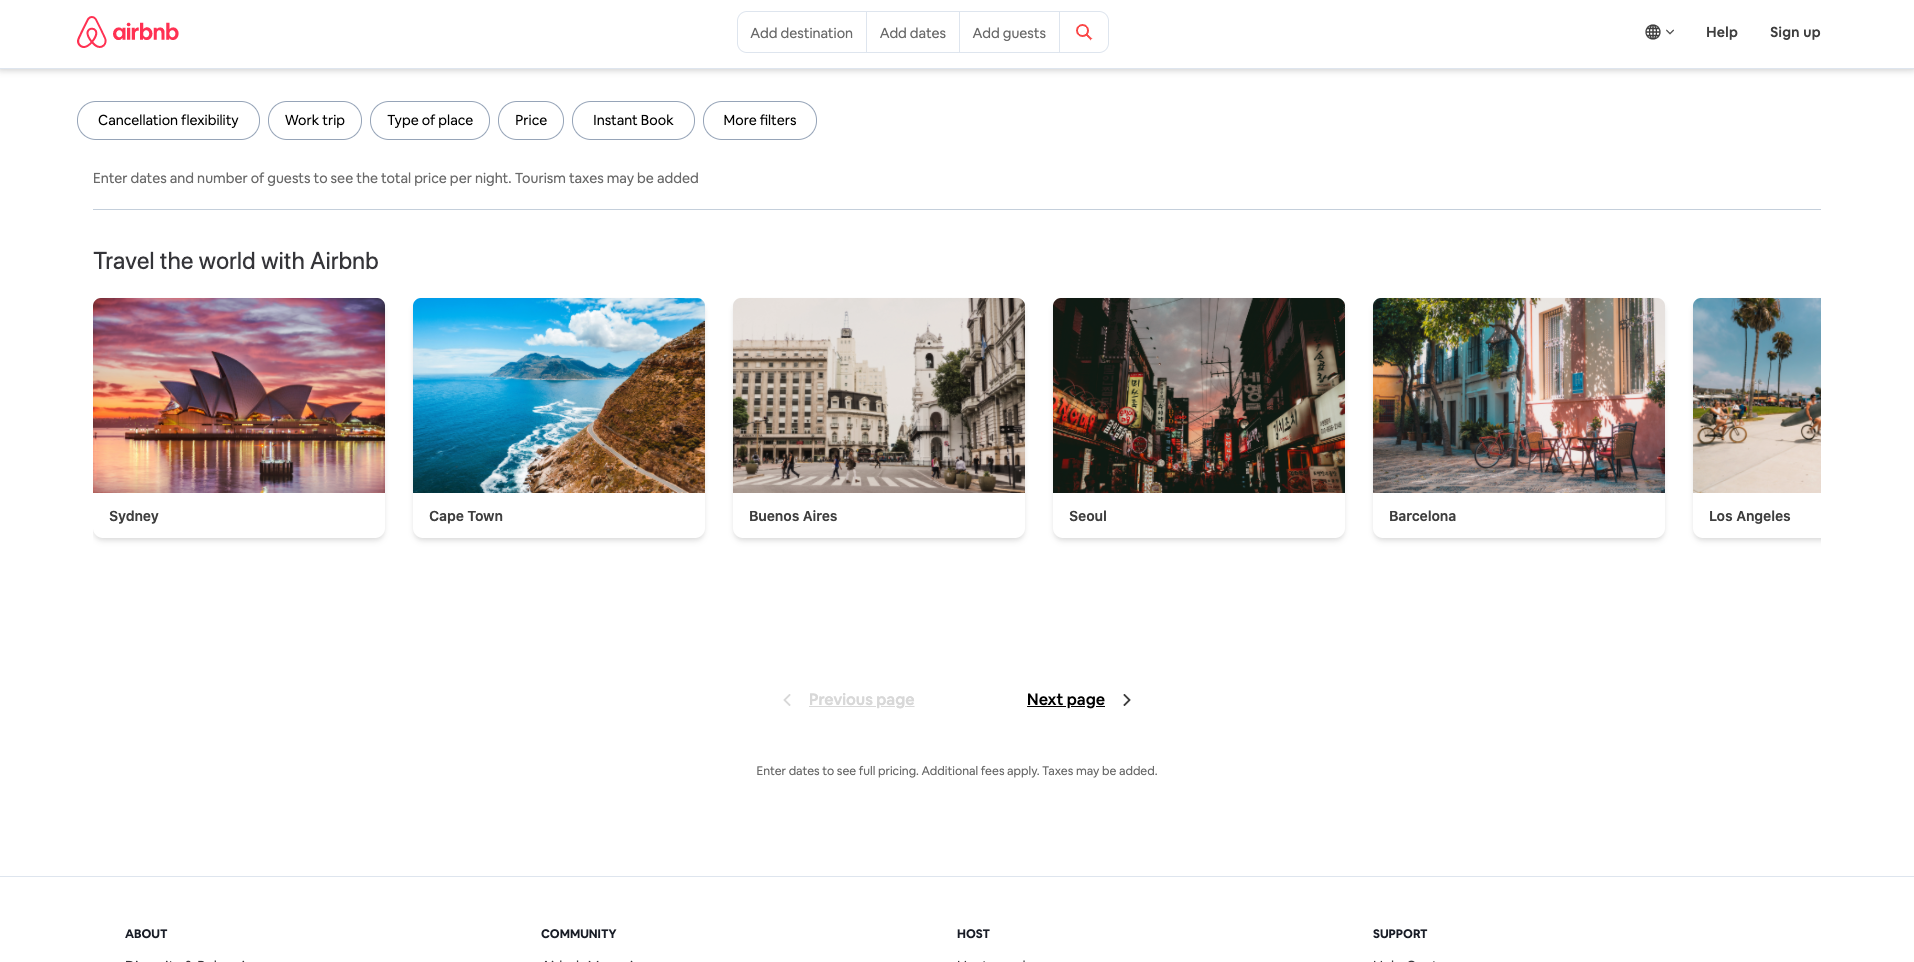 airbnb
Add destination
Add dates
Add guests
Help
Sign up
Cancellation flexibility
Work trip
Type of place
Price
Instant Book
More filters
Enter dates and number of guests to see the total price per night. Tourism taxes may be added
Travel the world with Airbnb
Sydney
Cape Town
Buenos Aires
Seoul
Barcelona
Los Angeles
Previous page
Next page
Enter dates to see full pricing. Additional fees apply. Taxes may be added.
ABOUT
COMMUNITY
HOST
SUPPORT